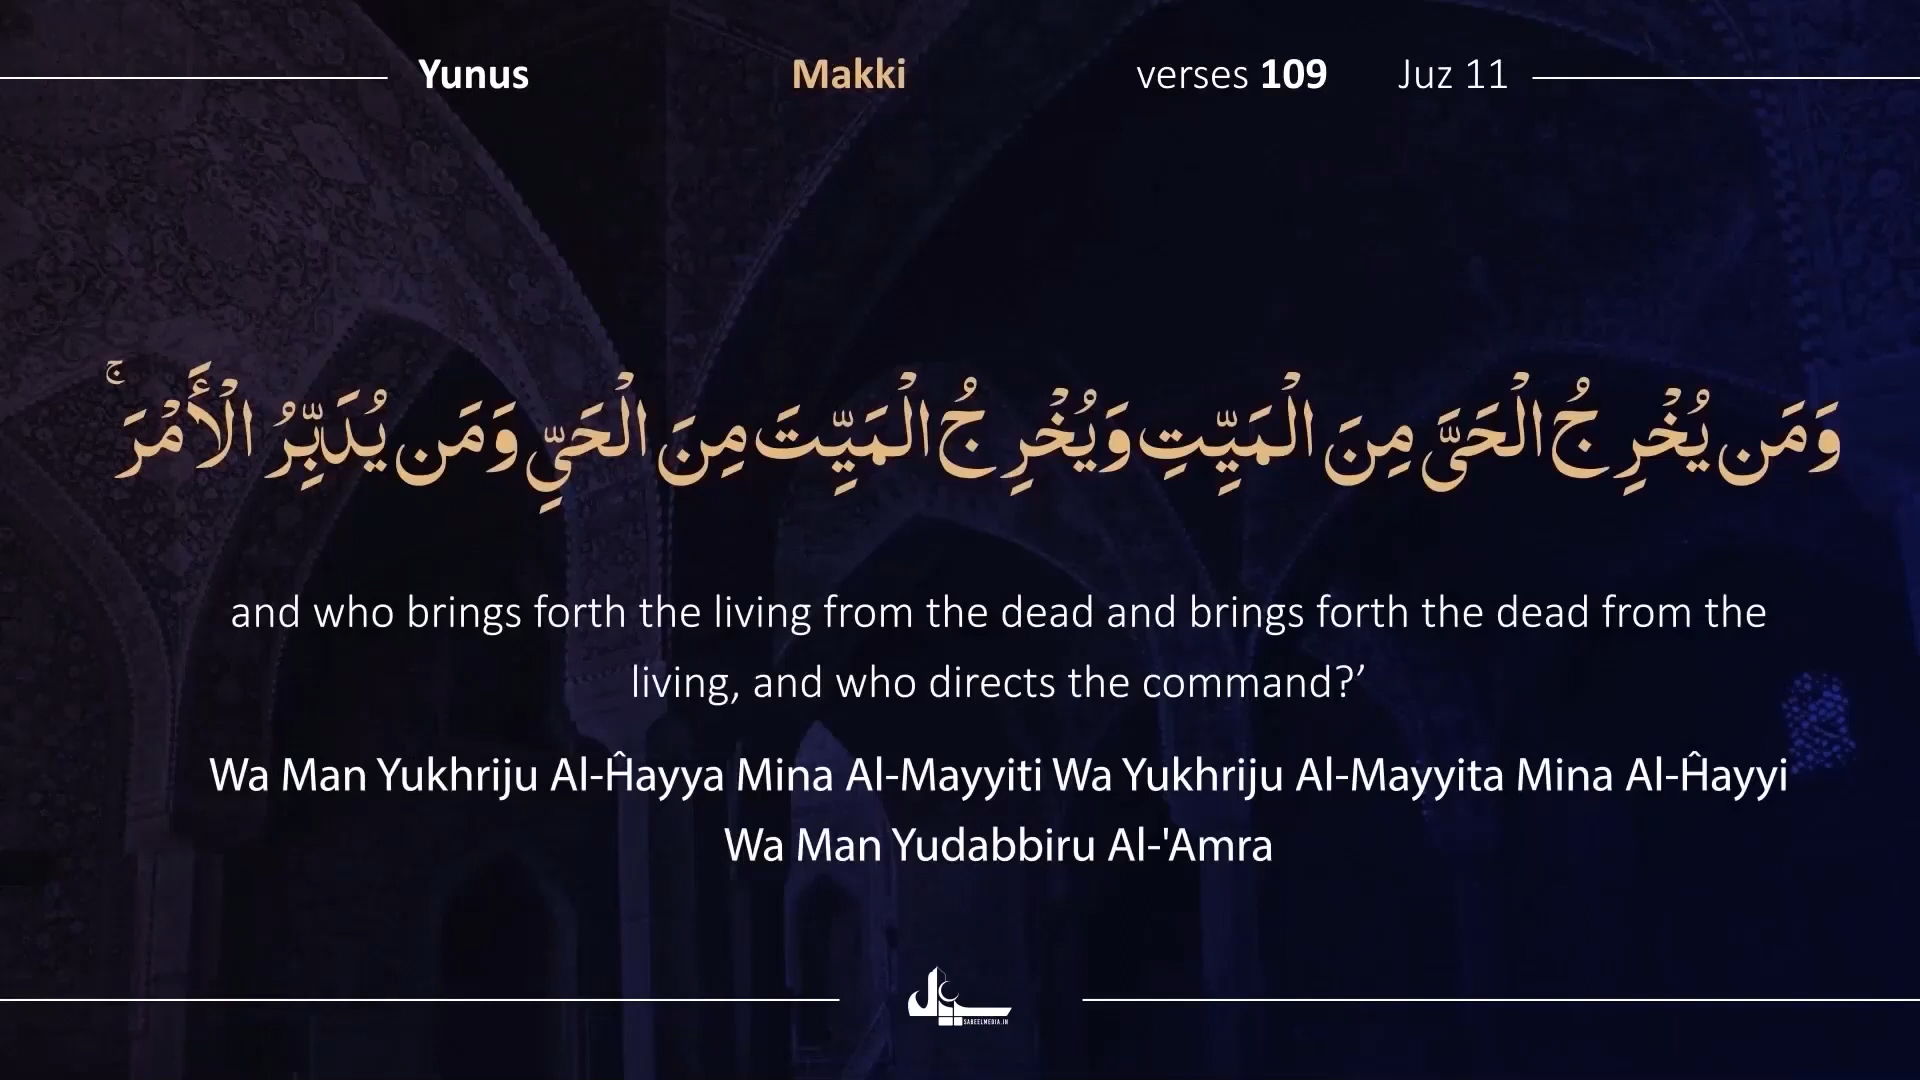 Yunus Makki verses 109 Juz 11
وَمَن يُخْرِجُ الْحَىَّ مِنَ الْمَيِّتِ وَيُخْرِجُ الْمَيِّتَ مِنَ الْحَىِّ وَمَن يُدَبِّرُ الْأَمْرَ ۚ
and who brings forth the living from the dead and brings forth the dead from the
living, and who directs the command?’
Wa Man Yukhriju Al-Ĥayya Mina Al-Mayyiti Wa Yukhriju Al-Mayyita Mina Al-Ĥayyi
Wa Man Yudabbiru Al-'Amra
SABEELMEDIA.IN